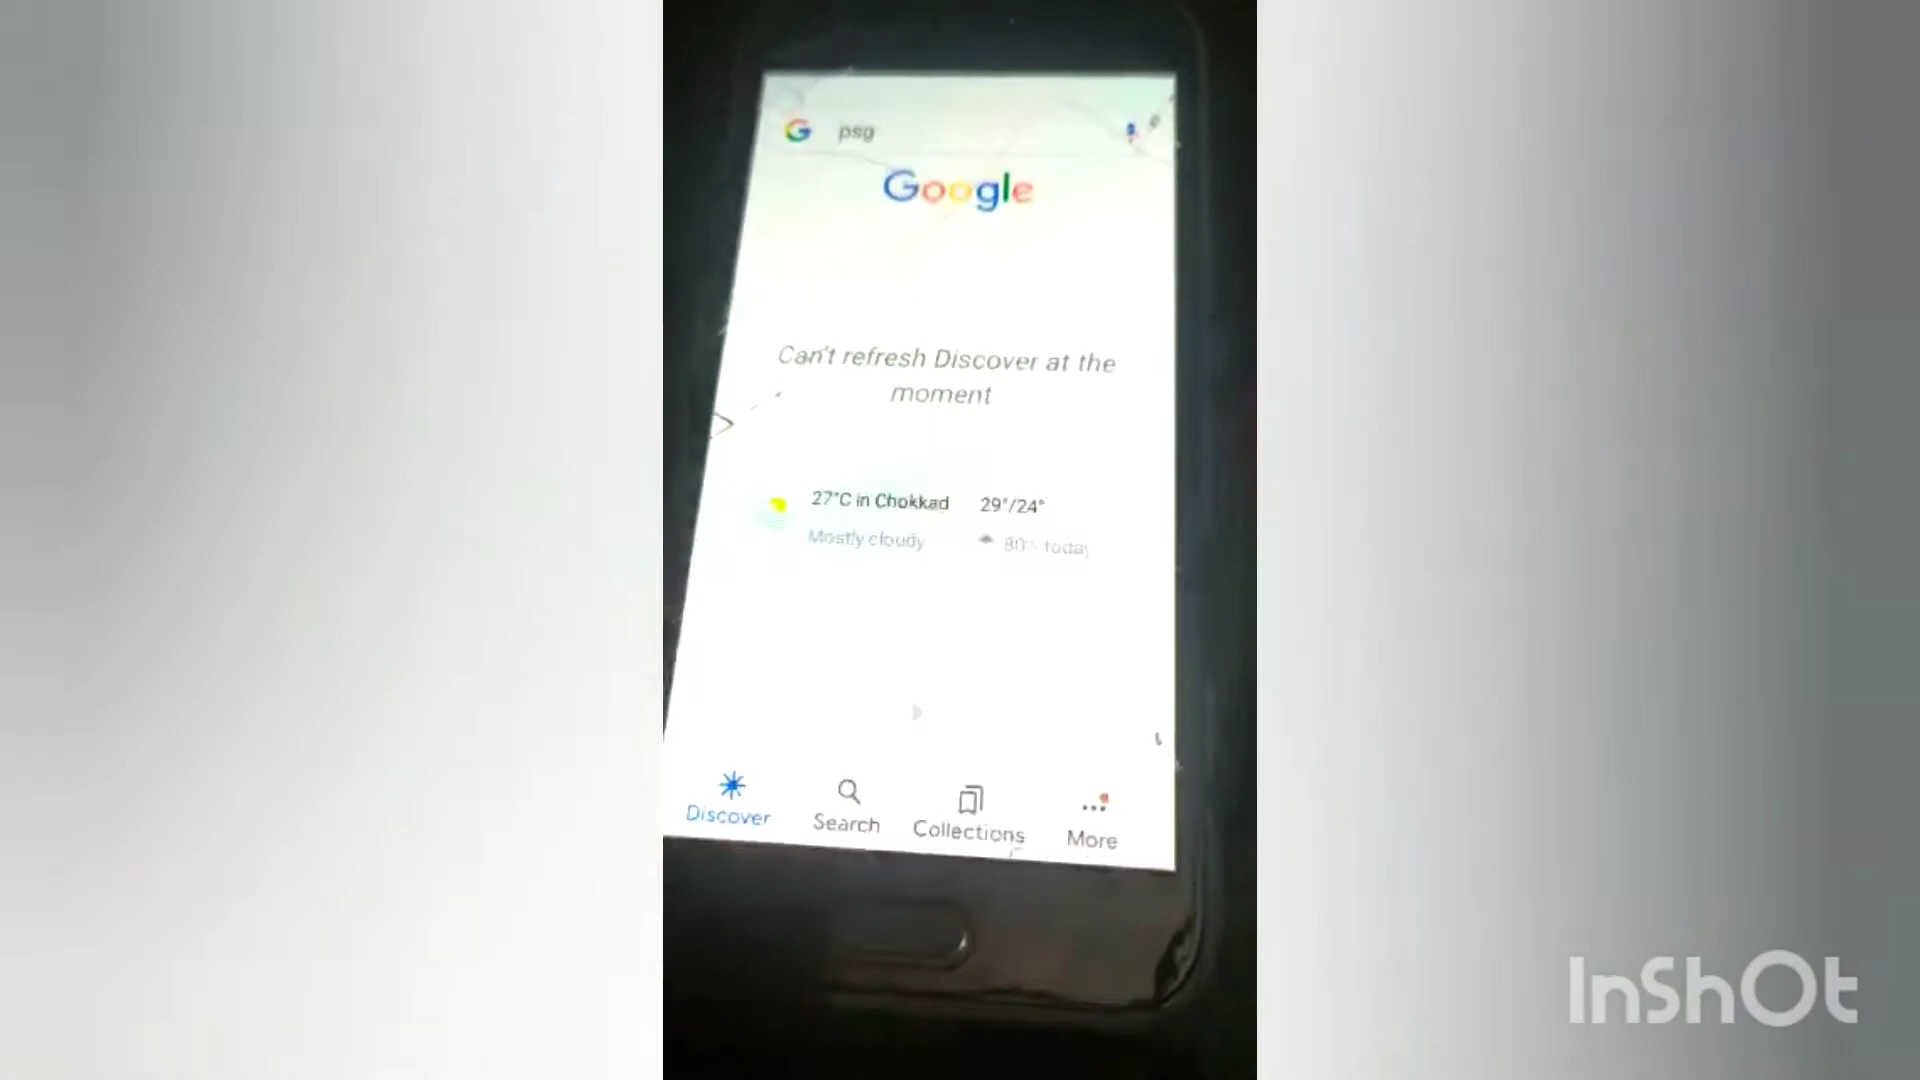 psg
Google
Can't refresh Discover at the
moment
27°C in Chokkad 29°/24°
Mostly cloudy 80% today
Discover Search Collections More
InShOt